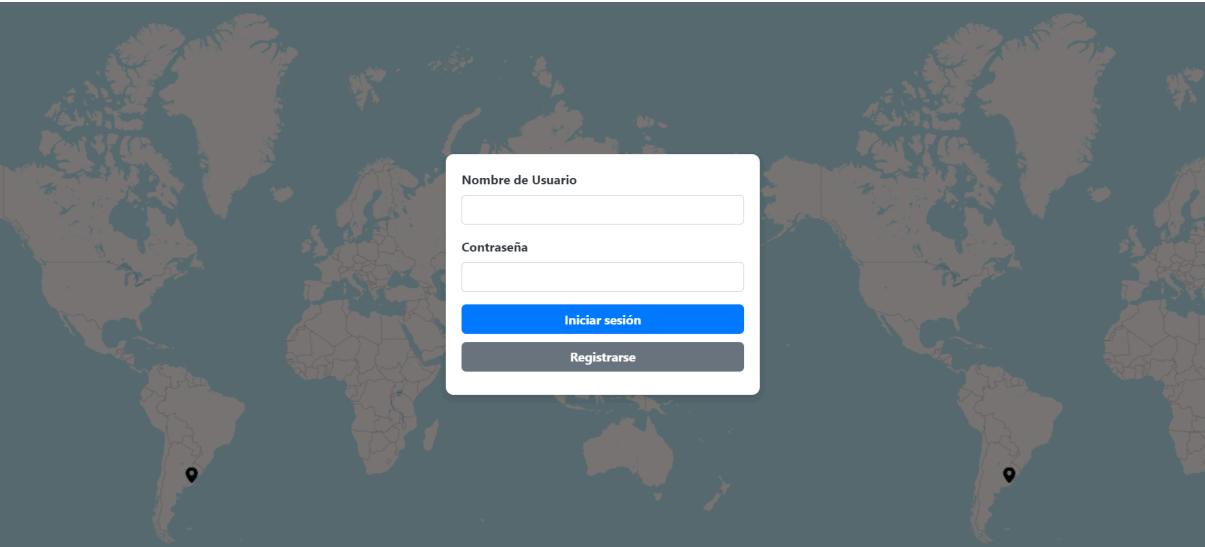 Nombre de Usuario
Contraseña
Iniciar sesión
Registrarse